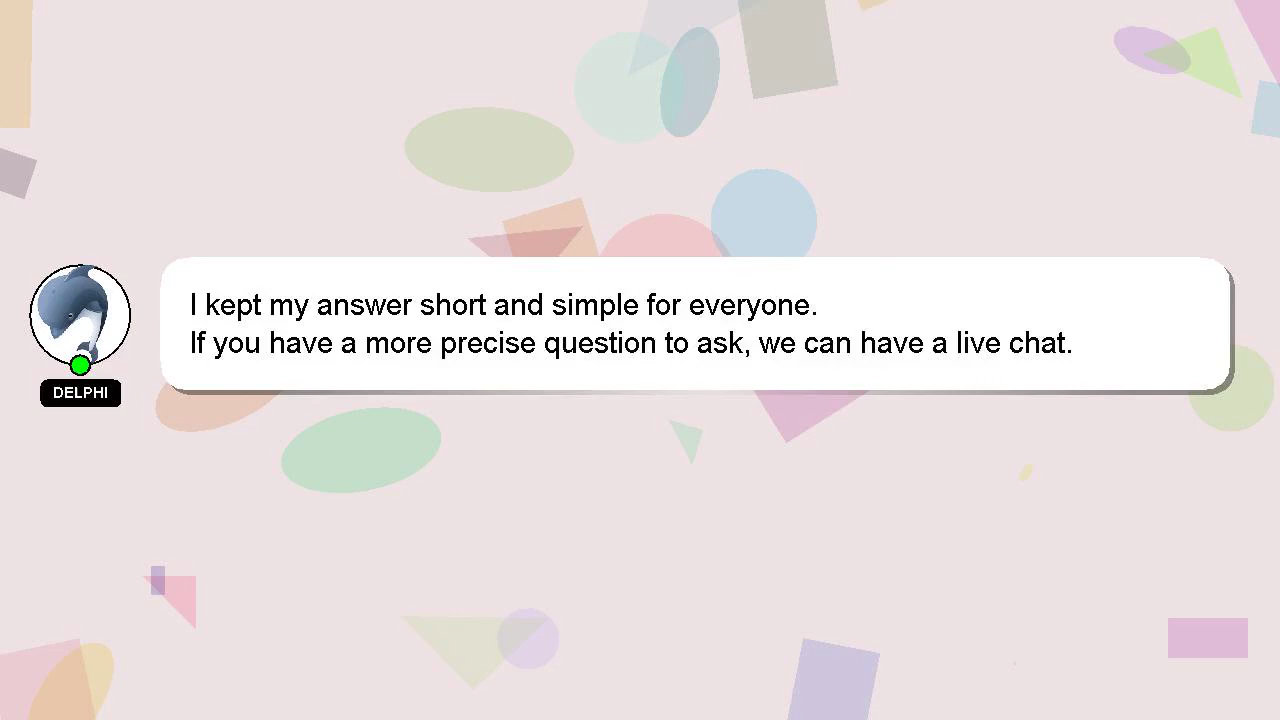 I kept my answer short and simple for everyone.
If you have a more precise question to ask, we can have a live chat.
DELPHI